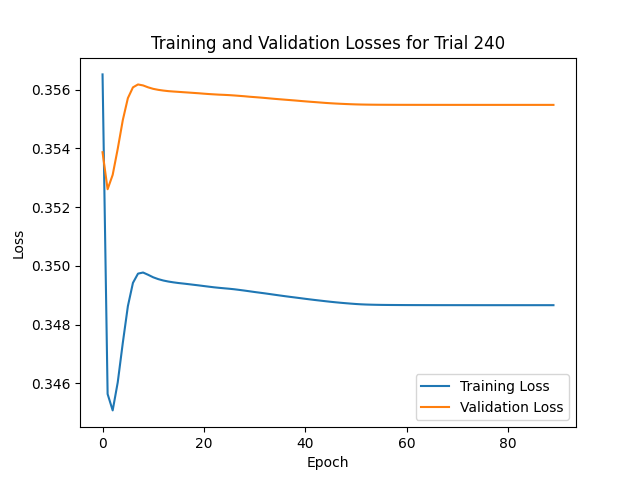 Training and Validation Losses for Trial 240
0.356
0.354
0.352
0.350
0.348
0.346
Loss
Training Loss
Validation Loss
0
20
40
60
80
Epoch